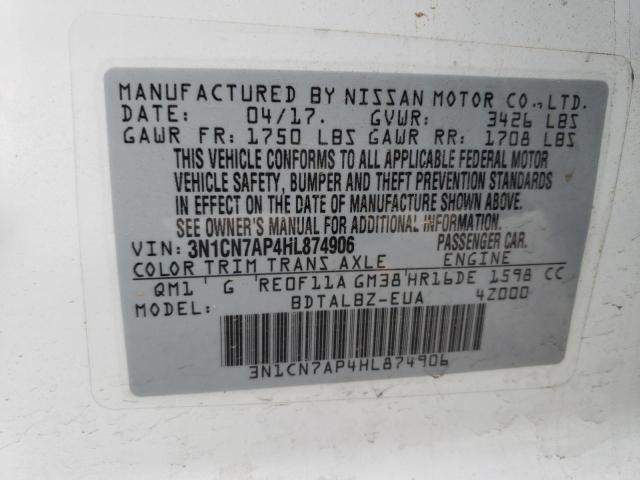 MANUFACTURED BY NISSAN MOTOR CO., LTD.
DATE: 04/17. GVWR: 3426 LBS
GAWR FR: 1750 LBS GAWR RR: 1708 LBS
THIS VEHICLE CONFORMS TO ALL APPLICABLE FEDERAL MOTOR
VEHICLE SAFETY, BUMPER AND THEFT PREVENTION STANDARDS
IN EFFECT ON THE DATE OF MANUFACTURE SHOWN ABOVE.
SEE OWNER'S MANUAL FOR ADDITIONAL INFORMATION.
VIN: 3N1CN7AP4HL874906 PASSENGER CAR.
COLOR TRIM TRANS AXLE ENGINE
QM1 ' G ' RE0F11A GM38 ' HR16DE 1598 CC
MODEL: BDTALBZ-EUA 4Z000
3N1CN7AP4HL874906